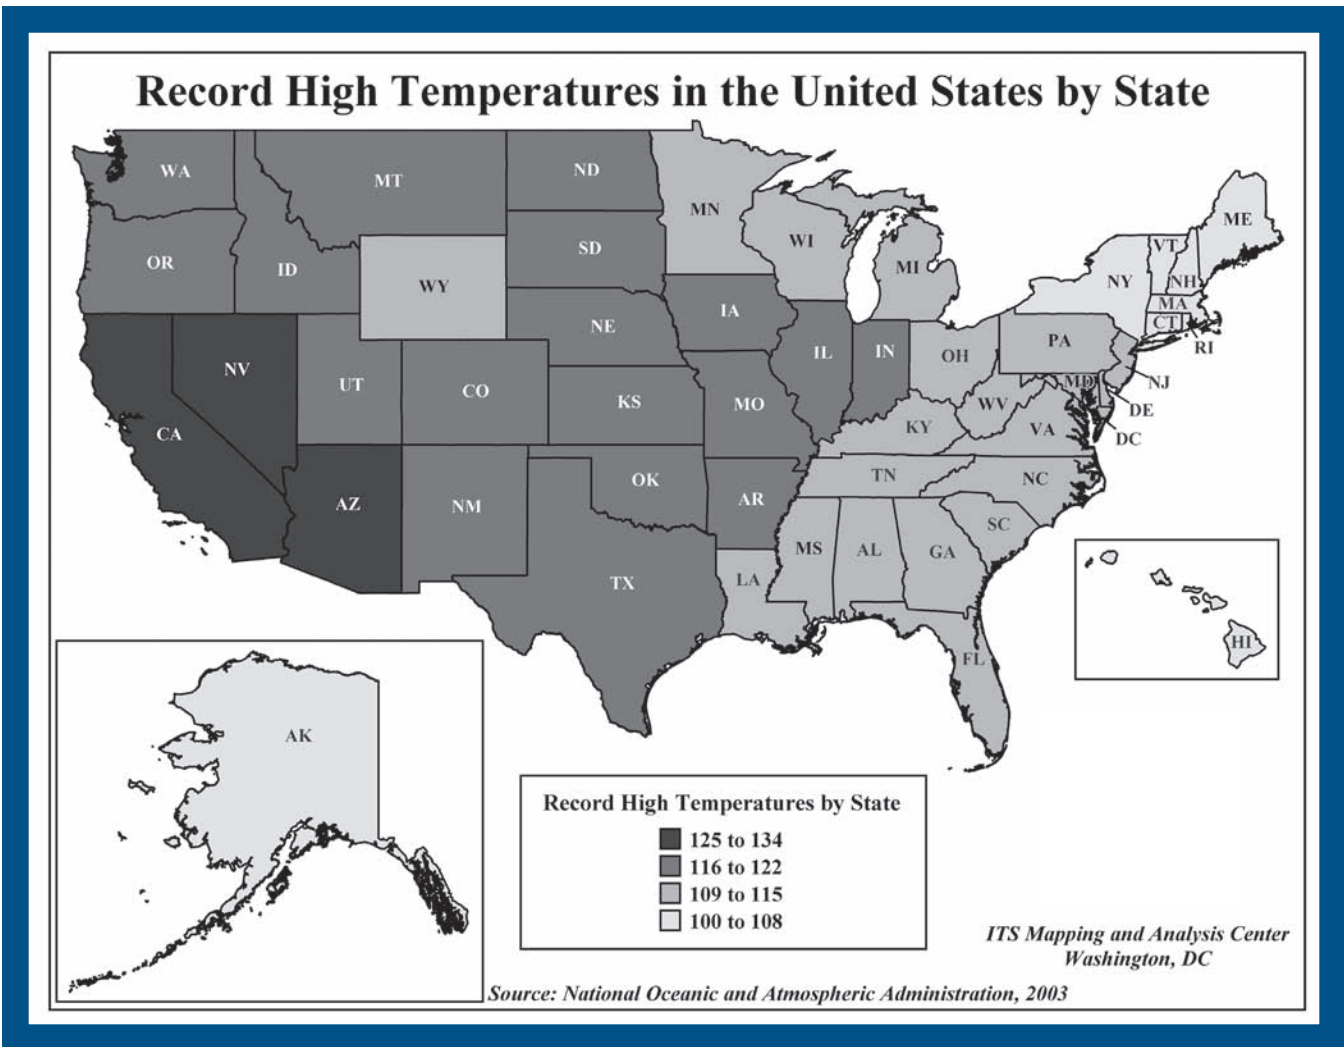 Record High Temperatures in the United States by State
WA
MT
ND
MN
OR
ID
SD
WI
MI
ME
VT
NH
NY
MA
CT
RI
WY
IA
NE
NV
UT
CO
IL
IN
OH
PA
NJ
MD
DE
DC
CA
KS
MO
WV
VA
KY
AZ
NM
OK
AR
TN
NC
SC
TX
LA
MS
AL
GA
FL
HI
AK
Record High Temperatures by State
125 to 134
116 to 122
109 to 115
100 to 108
ITS Mapping and Analysis Center
Washington, DC
Source: National Oceanic and Atmospheric Administration, 2003